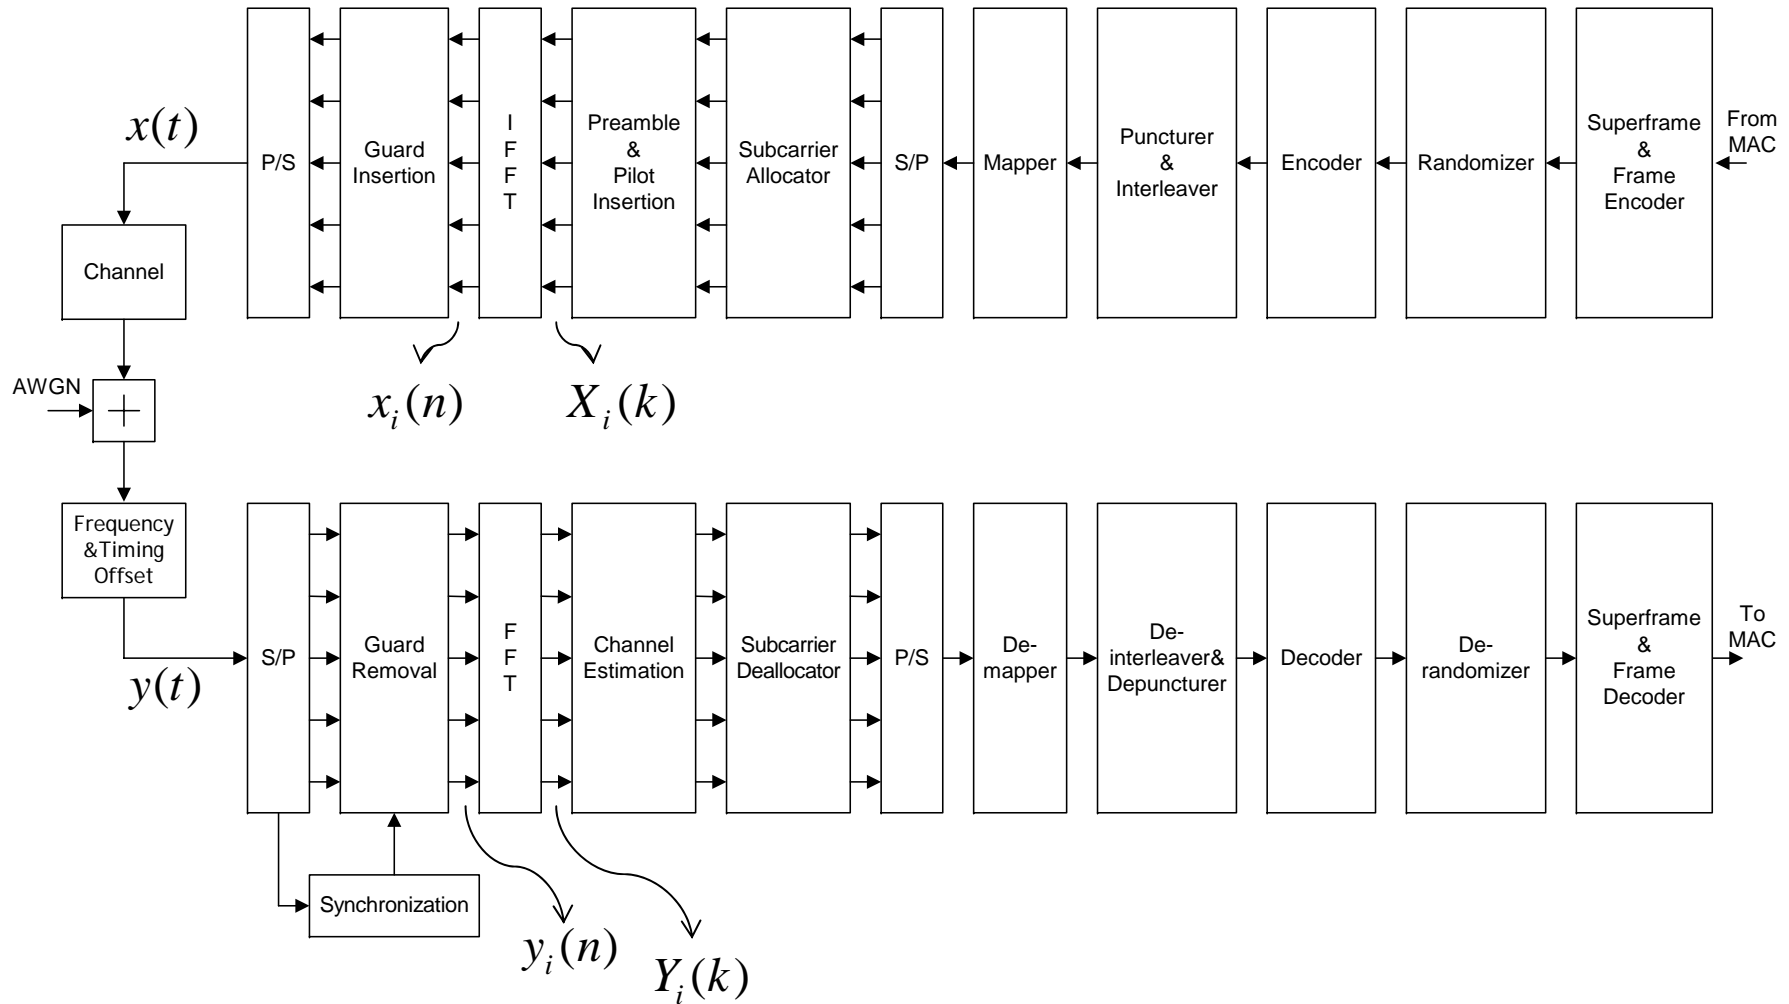 x(t)
P/S
Guard
Insertion
I
F
F
T
Preamble
&
Pilot
Insertion
Subcarrier
Allocator
S/P
Mapper
Puncturer
&
Interleaver
Encoder
Randomizer
Superframe
&
Frame
Encoder
From
MAC
Channel
AWGN
+
x_i(n)
X_i(k)
Frequency
&Timing
Offset
y(t)
S/P
Guard
Removal
F
F
T
Channel
Estimation
Subcarrier
Deallocator
P/S
De-
mapper
De-
interleaver&
Depuncturer
Decoder
De-
randomizer
Superframe
&
Frame
Decoder
To
MAC
Synchronization
y_i(n)
Y_i(k)